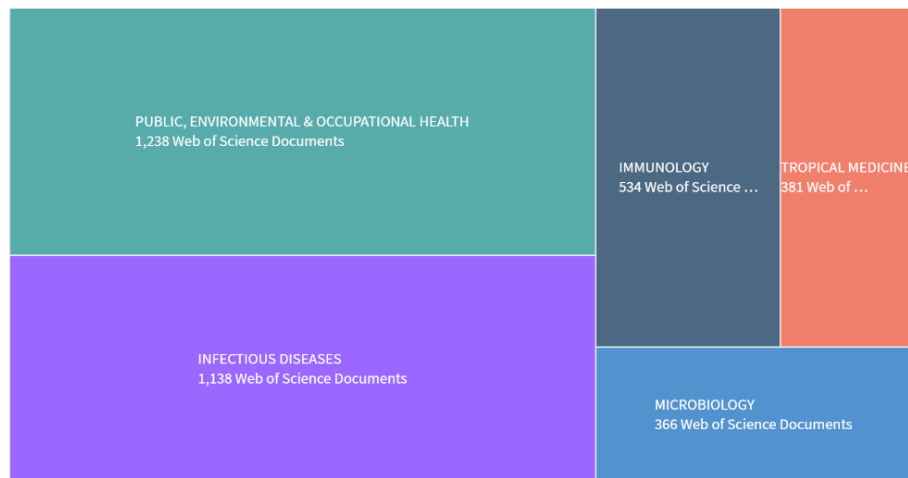 PUBLIC, ENVIRONMENTAL & OCCUPATIONAL HEALTH
1,238 Web of Science Documents
IMMUNOLOGY
534 Web of Science ...
TROPICAL MEDICINE
381 Web of ...
INFECTIOUS DISEASES
1,138 Web of Science Documents
MICROBIOLOGY
366 Web of Science Documents